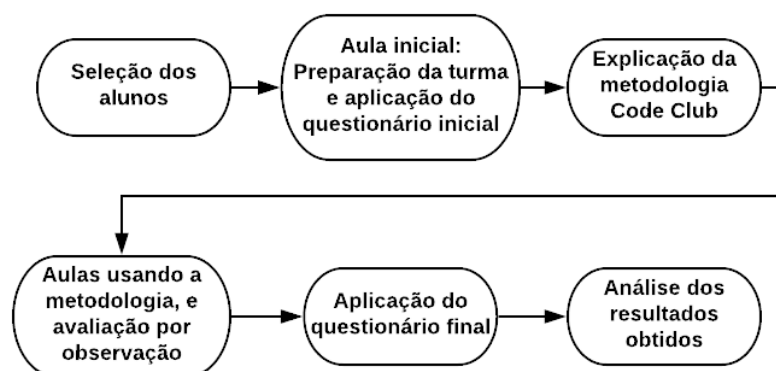 Seleção dos
alunos
Aula inicial:
Preparação da turma
e aplicação do
questionário inicial
Explicação da
metodologia
Code Club
Aulas usando a
metodologia, e
avaliação por
observação
Aplicação do
questionário final
Análise dos
resultados
obtidos